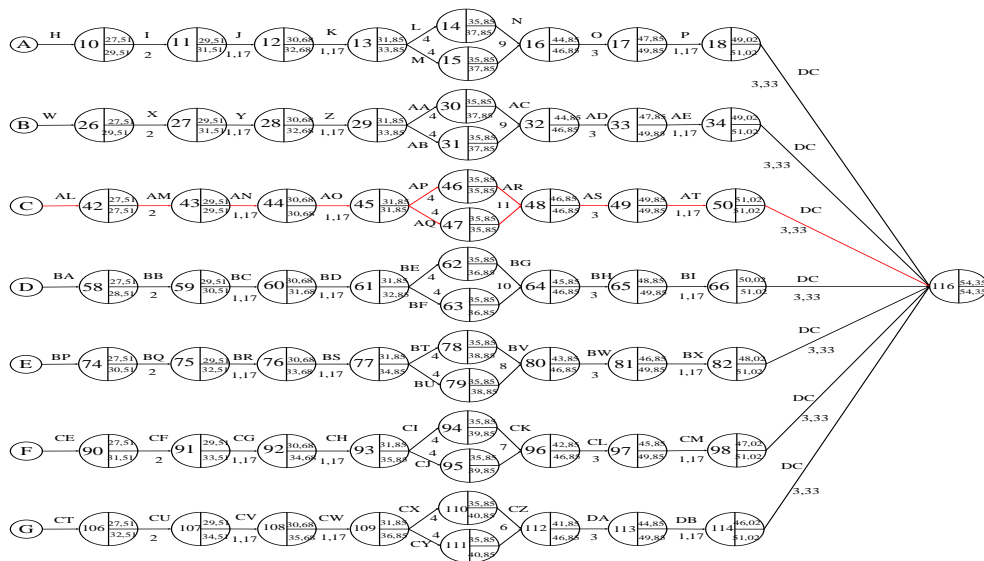 A H 10 27,51 29,51 I 2 11 29,51 31,51 J 1,17 12 30,68 32,68 K 1,17 13 31,85 33,85 L 4 14 35,85 37,85 M 4 15 35,85 37,85 N 9 16 44,85 46,85 O 3 17 47,85 49,85 P 1,17 18 49,02 51,02 DC 3,33
B W 26 27,51 29,51 X 2 27 29,51 31,51 Y 1,17 28 30,68 32,68 Z 1,17 29 31,85 33,85 AA 4 30 35,85 37,85 AB 4 31 35,85 37,85 AC 9 32 44,85 46,85 AD 3 33 47,85 49,85 AE 1,17 34 49,02 51,02 DC 3,33
C AL 42 27,51 27,51 AM 2 43 29,51 29,51 AN 1,17 44 30,68 30,68 AO 1,17 45 31,85 31,85 AP 4 46 35,85 35,85 AQ 4 47 35,85 35,85 AR 11 48 46,85 46,85 AS 3 49 49,85 49,85 AT 1,17 50 51,02 51,02 DC 3,33
D BA 58 27,51 28,51 BB 2 59 29,51 30,51 BC 1,17 60 30,68 31,68 BD 1,17 61 31,85 32,85 BE 4 62 35,85 36,85 BF 4 63 35,85 36,85 BG 10 64 45,85 46,85 BH 3 65 48,85 49,85 BI 1,17 66 50,02 51,02 DC 3,33 116 54,35 54,35
E BP 74 27,51 30,51 BQ 2 75 29,51 32,51 BR 1,17 76 30,68 33,68 BS 1,17 77 31,85 34,85 BT 4 78 35,85 38,85 BU 4 79 35,85 38,85 BV 8 80 43,85 46,85 BW 3 81 46,85 49,85 BX 1,17 82 48,02 51,02 DC 3,33
F CE 90 27,51 31,51 CF 2 91 29,51 33,51 CG 1,17 92 30,68 34,68 CH 1,17 93 31,85 35,85 CI 4 94 35,85 39,85 CJ 4 95 35,85 39,85 CK 7 96 42,85 46,85 CL 3 97 45,85 49,85 CM 1,17 98 47,02 51,02 DC 3,33
G CT 106 27,51 32,51 CU 2 107 29,51 34,51 CV 1,17 108 30,68 35,68 CW 1,17 109 31,85 36,85 CX 4 110 35,85 40,85 CY 4 111 35,85 40,85 CZ 6 112 41,85 46,85 DA 3 113 44,85 49,85 DB 1,17 114 46,02 51,02 DC 3,33